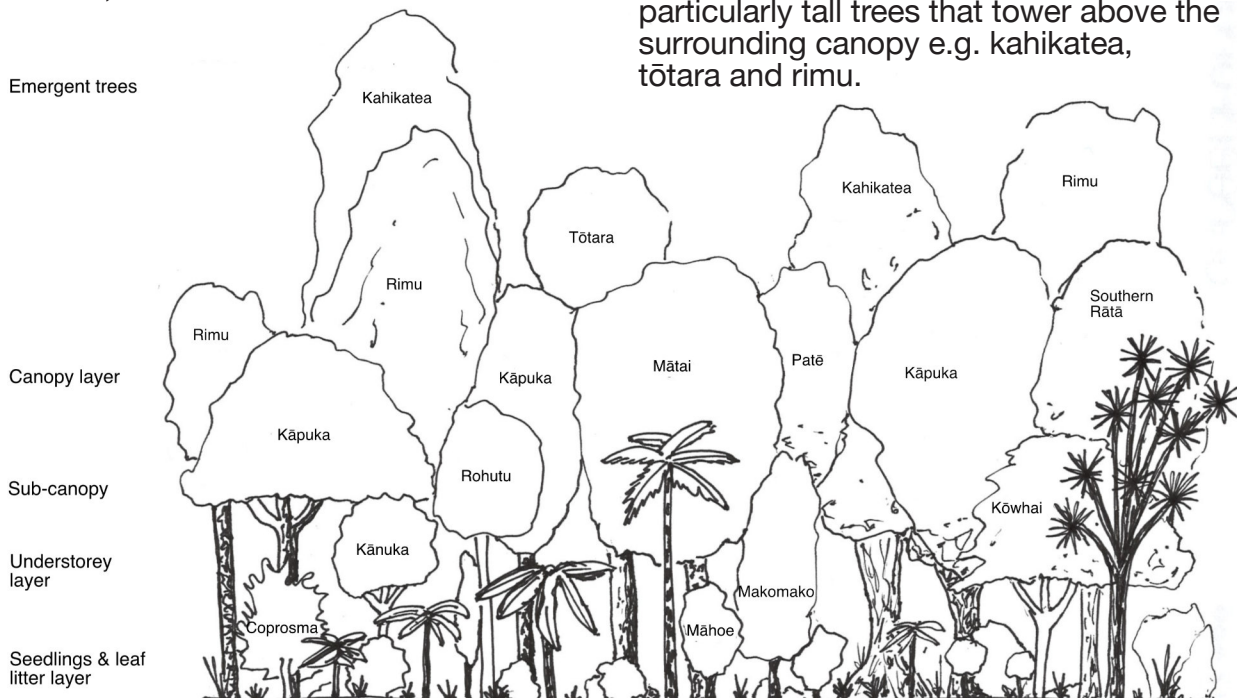 particularly tall trees that tower above the
surrounding canopy e.g. kahikatea,
tōtara and rimu.
Emergent trees
Kahikatea
Kahikatea
Rimu
Tōtara
Rimu
Southern
Rātā
Rimu
Canopy layer
Kāpuka
Mātai
Patē
Kāpuka
Kāpuka
Sub-canopy
Rohutu
Kōwhai
Understorey
layer
Kānuka
Makomako
Coprosma
Māhoe
Seedlings & leaf
litter layer